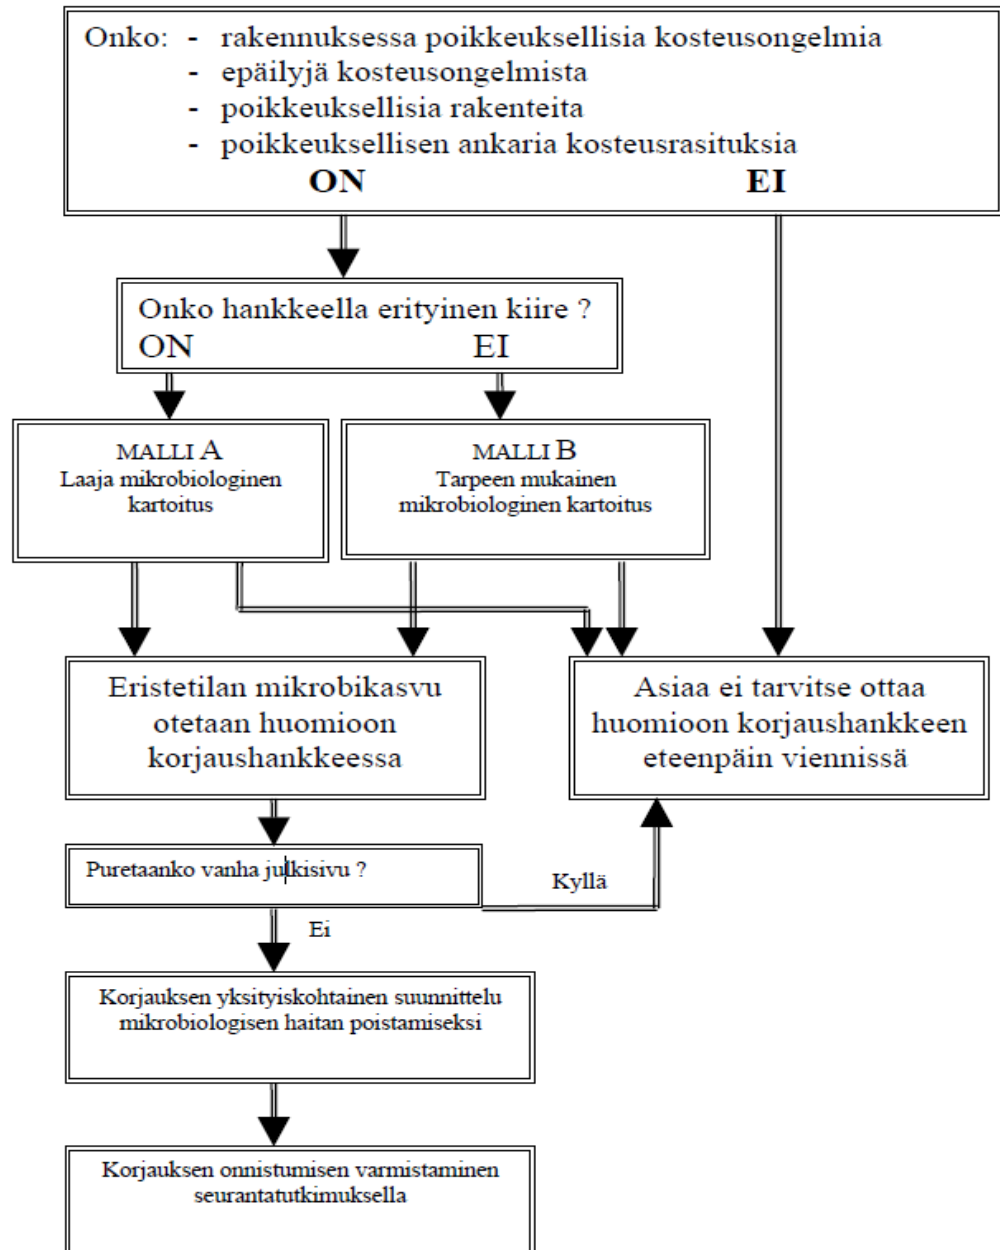 Onko: - rakennuksessa poikkeuksellisia kosteusongelmia
- epäilyjä kosteusongelmista
- poikkeuksellisia rakenteita
- poikkeuksellisen ankaria kosteusrasituksia
ON EI
Onko hankkeella erityinen kiire ?
ON EI
MALLI A
Laaja mikrobiologinen
kartoitus
MALLI B
Tarpeen mukainen
mikrobiologinen kartoitus
Eristetilan mikrobikasvu
otetaan huomioon
korjaushankkeessa
Asiaa ei tarvitse ottaa
huomioon korjaushankkeen
eteenpäin viennissä
Puretaanko vanha julkisivu ?
Kyllä
Ei
Korjauksen yksityiskohtainen suunnittelu
mikrobiologisen haitan poistamiseksi
Korjauksen onnistumisen varmistaminen
seurantatutkimuksella